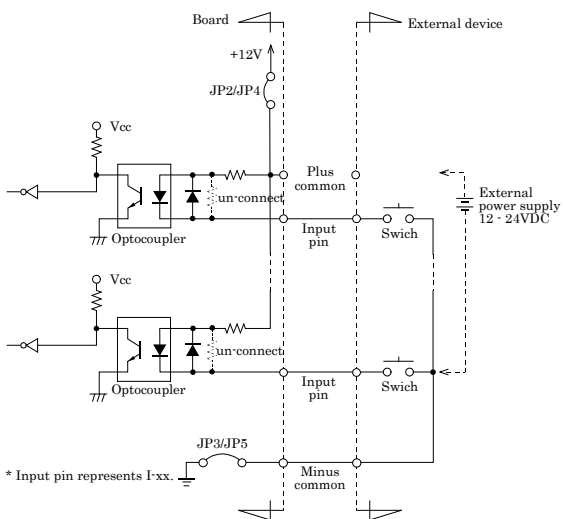 Board
External device
+12V
JP2/JP4
Vcc
Plus
common
un-connect
External
power supply
12 - 24VDC
Optocoupler
Input
pin
Swich
Vcc
un-connect
Optocoupler
Input
pin
Swich
JP3/JP5
* Input pin represents I-xx.
Minus
common